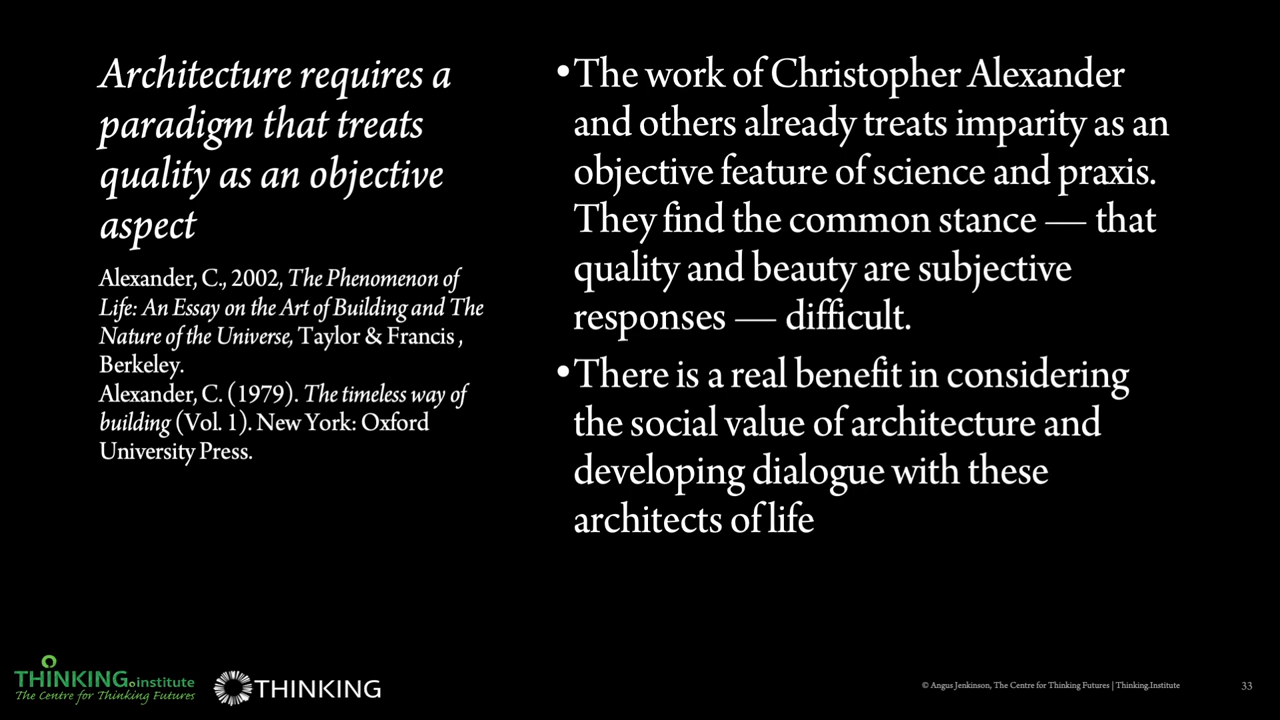 Architecture requires a
paradigm that treats
quality as an objective
aspect
Alexander, C., 2002, The Phenomenon of
Life: An Essay on the Art of Building and The
Nature of the Universe, Taylor & Francis ,
Berkeley.
Alexander, C. (1979). The timeless way of
building (Vol. 1). New York: Oxford
University Press.
•The work of Christopher Alexander
and others already treats imparity as an
objective feature of science and praxis.
They find the common stance — that
quality and beauty are subjective
responses — difficult.
•There is a real benefit in considering
the social value of architecture and
developing dialogue with these
architects of life
THINKING.institute
The Centre for Thinking Futures
THINKING
© Angus Jenkinson, The Centre for Thinking Futures | Thinking.Institute
33